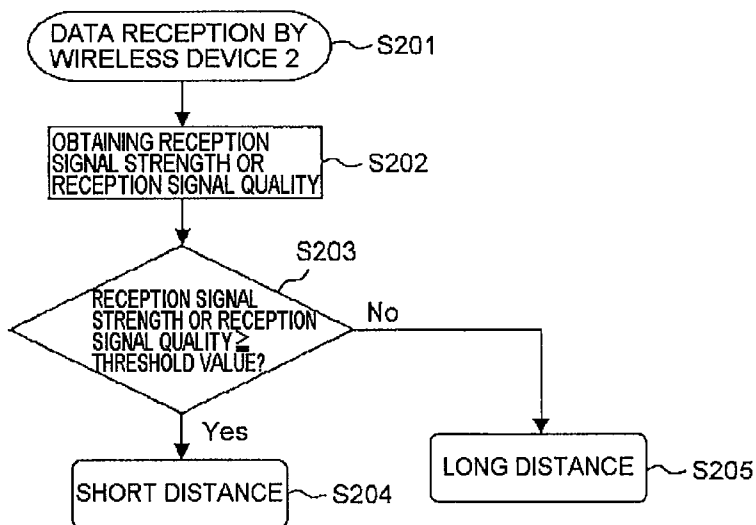 DATA RECEPTION BY
WIRELESS DEVICE 2
S201
OBTAINING RECEPTION
SIGNAL STRENGTH OR
RECEPTION SIGNAL QUALITY
S202
S203
RECEPTION SIGNAL
STRENGTH OR RECEPTION
SIGNAL QUALITY≧
THRESHOLD VALUE?
No
Yes
SHORT DISTANCE
S204
LONG DISTANCE
S205